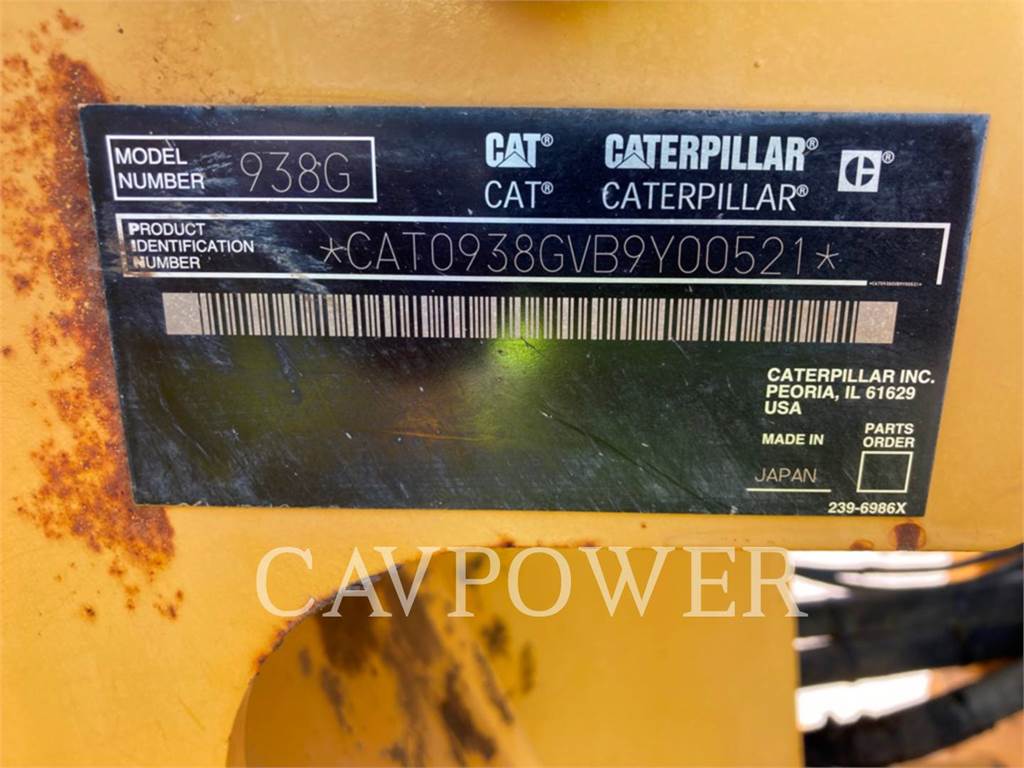 MODEL
NUMBER 938G
CAT® CATERPILLAR® C®
CAT® CATERPILLAR®
PRODUCT
IDENTIFICATION
NUMBER
*CAT0938GVB9Y00521*
*CAT0938GVB9Y00521*
CATERPILLAR INC.
PEORIA, IL 61629
USA
MADE IN
JAPAN
PARTS
ORDER
239-6986X
CAVPOWER